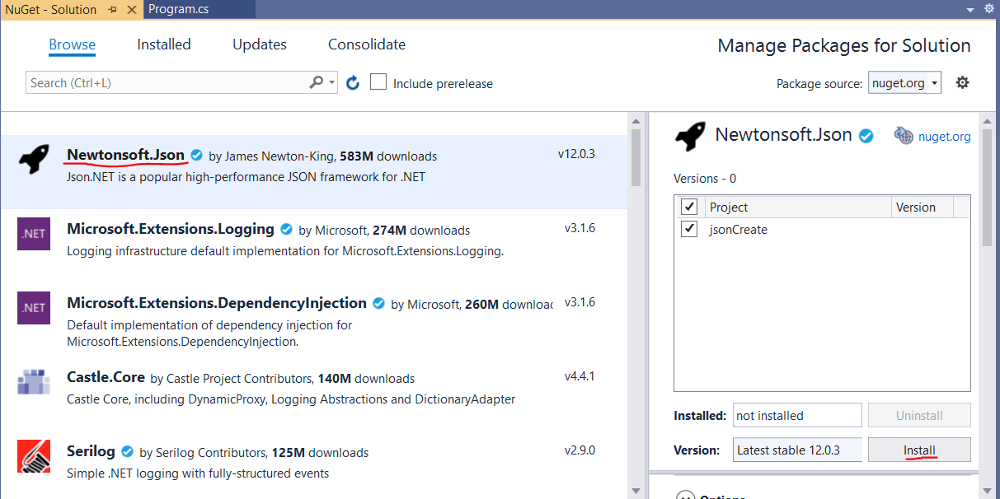 NuGet - Solution
Program.cs
Browse Installed Updates Consolidate
Manage Packages for Solution
Search (Ctrl+L)
Include prerelease
Package source: nuget.org
Newtonsoft.Json by James Newton-King, 583M downloads v12.0.3
Json.NET is a popular high-performance JSON framework for .NET
.NET
Microsoft.Extensions.Logging by Microsoft, 274M downloads v3.1.6
Logging infrastructure default implementation for Microsoft.Extensions.Logging.
.NET
Microsoft.Extensions.DependencyInjection by Microsoft, 260M downloac v3.1.6
Default implementation of dependency injection for
Microsoft.Extensions.DependencyInjection.
Castle.Core by Castle Project Contributors, 140M downloads v4.4.1
Castle Core, including DynamicProxy, Logging Abstractions and DictionaryAdapter
Serilog by Serilog Contributors, 125M downloads v2.9.0
Simple .NET logging with fully-structured events
Newtonsoft.Json nuget.org
Versions - 0
Project Version
jsonCreate
Installed: not installed Uninstall
Version: Latest stable 12.0.3 Install
Options